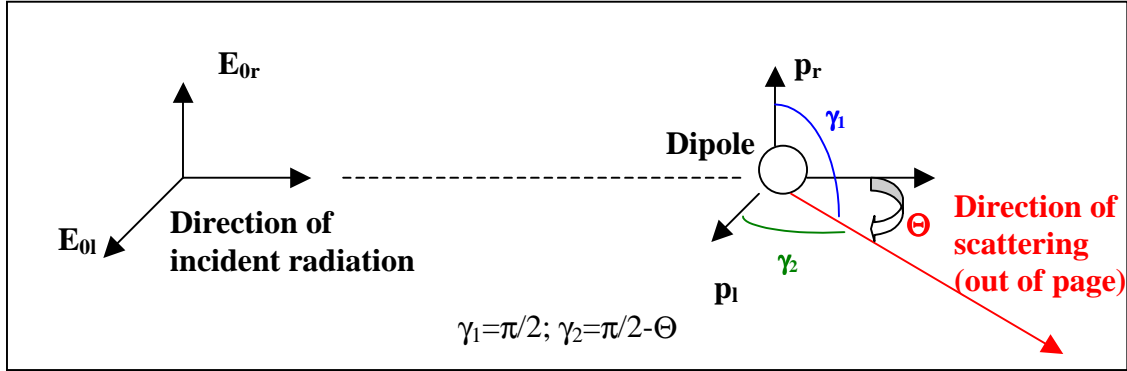 E₀ᵣ
pᵣ
γ₁
Dipole
E₀ₗ
Direction of
incident radiation
Θ
Direction of
scattering
(out of page)
γ₂
pₗ
γ₁=π/2; γ₂=π/2-Θ